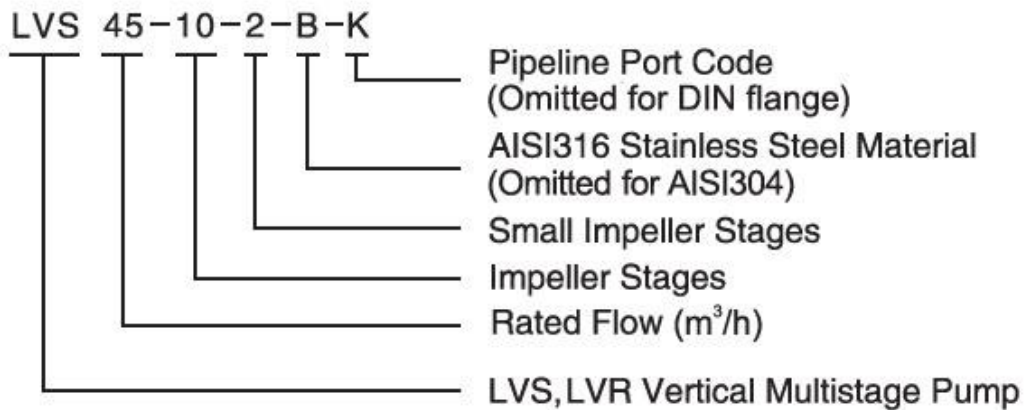 LVS 45-10-2-B-K
Pipeline Port Code
(Omitted for DIN flange)
AISI316 Stainless Steel Material
(Omitted for AISI304)
Small Impeller Stages
Impeller Stages
Rated Flow (m³/h)
LVS,LVR Vertical Multistage Pump